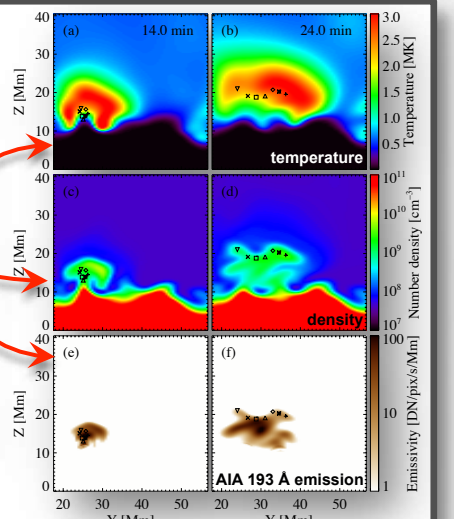 40
(a)
14.0 min
(b)
24.0 min
3.0
2.5
2.0
1.5
1.0
0.5
Temperature [MK]
Z [Mm]
30
20
10
0
temperature
40
(c)
(d)
10¹¹
10¹⁰
10⁹
10⁸
10⁷
Number density [cm⁻³]
Z [Mm]
30
20
10
0
density
40
(e)
(f)
100
10
1
Emissivity [DN/pix/s/Mm]
Z [Mm]
30
20
10
0
AIA 193 Å emission
20 30 40 50
20 30 40 50
Y [Mm]
Y [Mm]